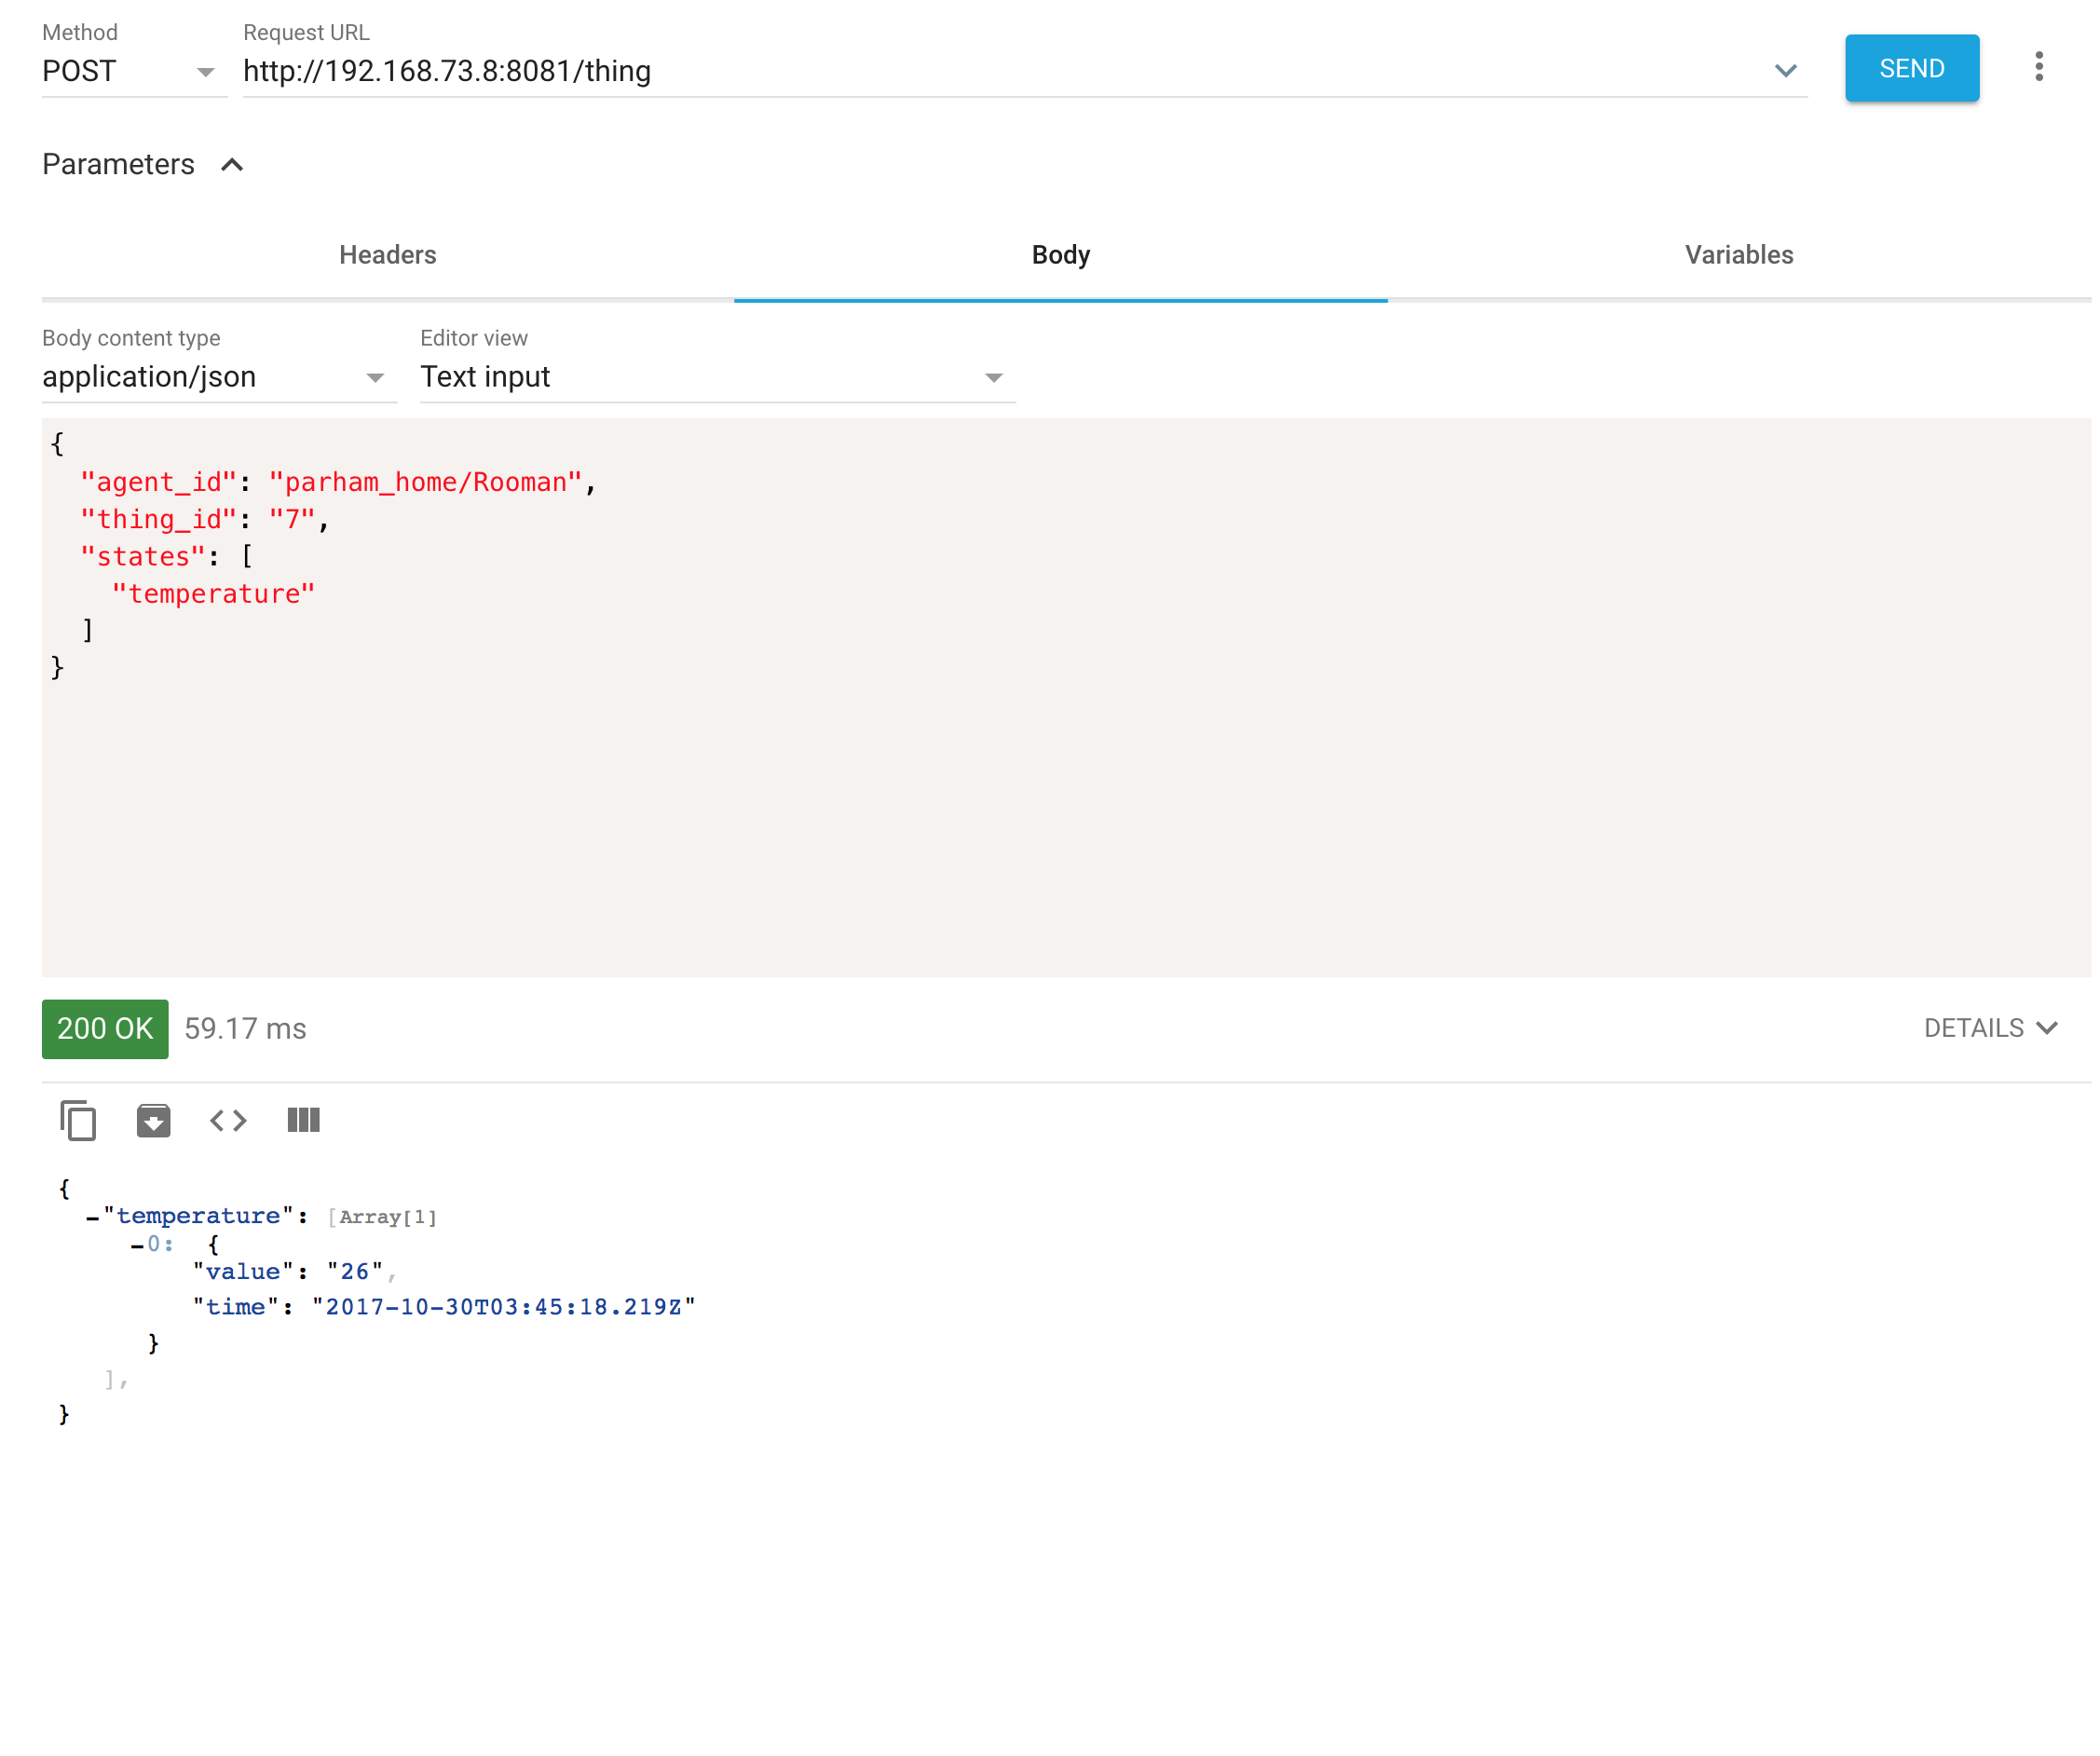 Method Request URL
POST http://192.168.73.8:8081/thing SEND
Parameters
Headers Body Variables
Body content type Editor view
application/json Text input
{
  "agent_id": "parham_home/Rooman",
  "thing_id": "7",
  "states": [
    "temperature"
  ]
}
200 OK 59.17 ms DETAILS
{
-"temperature": [Array[1]
-0: {
"value": "26",
"time": "2017-10-30T03:45:18.219Z"
}
],
}